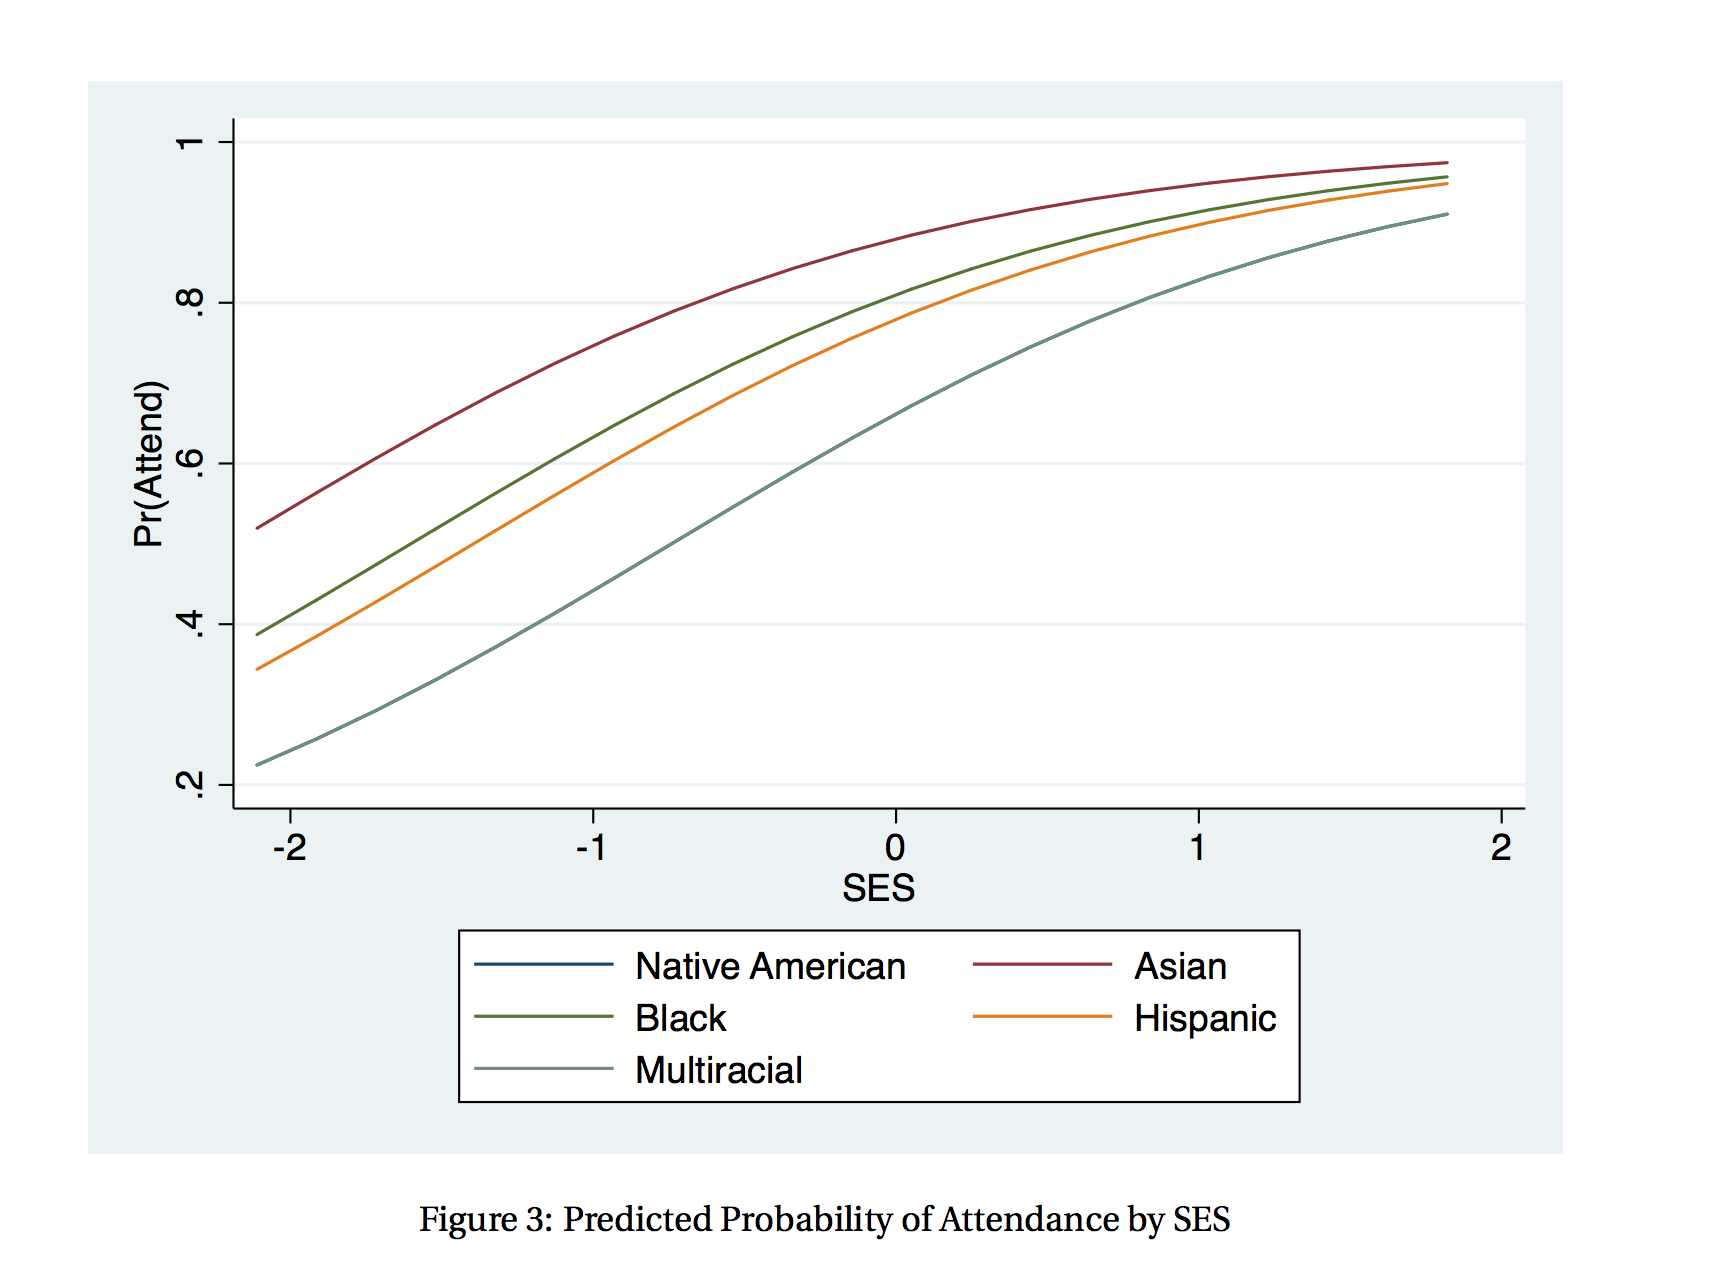 1
.8
.6
.4
.2
Pr(Attend)
-2 -1 0 1 2
SES
Native American Asian
Black Hispanic
Multiracial
Figure 3: Predicted Probability of Attendance by SES